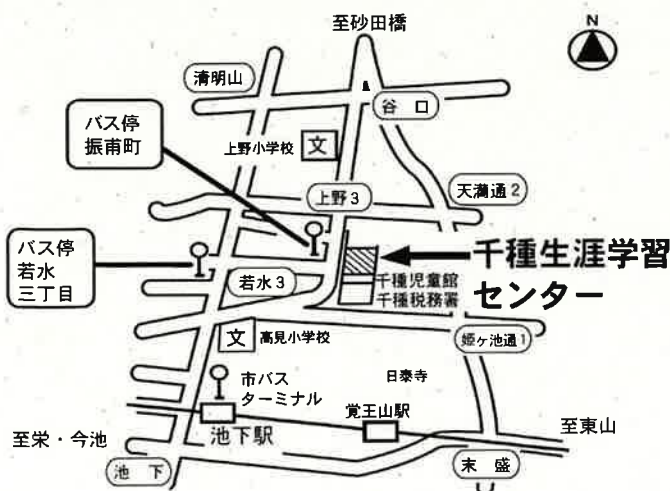 至砂田橋
N
清明山
谷口
バス停
振甫町
上野小学校
文
上野3
天満通2
バス停
若水
三丁目
若水3
千種児童館
千種税務署
千種生涯学習
センター
文
高見小学校
姫ヶ池通1
市バス
ターミナル
日泰寺
覚王山駅
池下駅
至栄・今池
至東山
池下
末盛